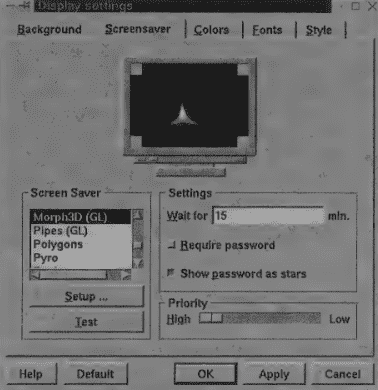 Display settings
Background Screensaver Colors Fonts Style
Screen Saver
Settings
Morph3D (GL)
Pipes (GL)
Polygons
Pyro
Wait for 15 min.
Require password
Show password as stars
Setup ...
Test
Priority
High Low
Help Default OK Apply Cancel